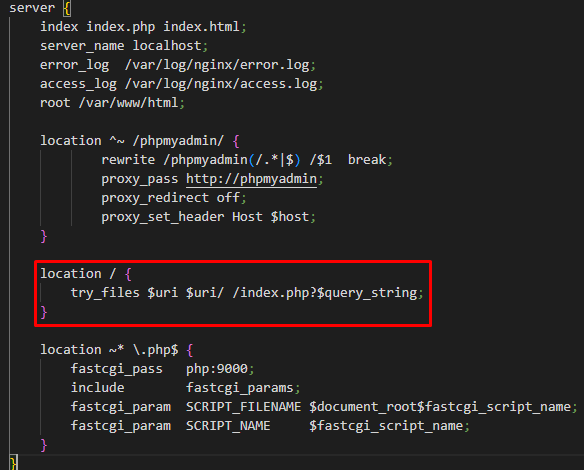 server {
    index index.php index.html;
    server_name localhost;
    error_log  /var/log/nginx/error.log;
    access_log /var/log/nginx/access.log;
    root /var/www/html;

    location ^~ /phpmyadmin/ {
            rewrite /phpmyadmin(/.*|$) /$1  break;
            proxy_pass http://phpmyadmin;
            proxy_redirect off;
            proxy_set_header Host $host;
    }

    location / {
        try_files $uri $uri/ /index.php?$query_string;
    }

    location ~* \.php$ {
        fastcgi_pass   php:9000;
        include        fastcgi_params;
        fastcgi_param  SCRIPT_FILENAME $document_root$fastcgi_script_name;
        fastcgi_param  SCRIPT_NAME     $fastcgi_script_name;
    }
}